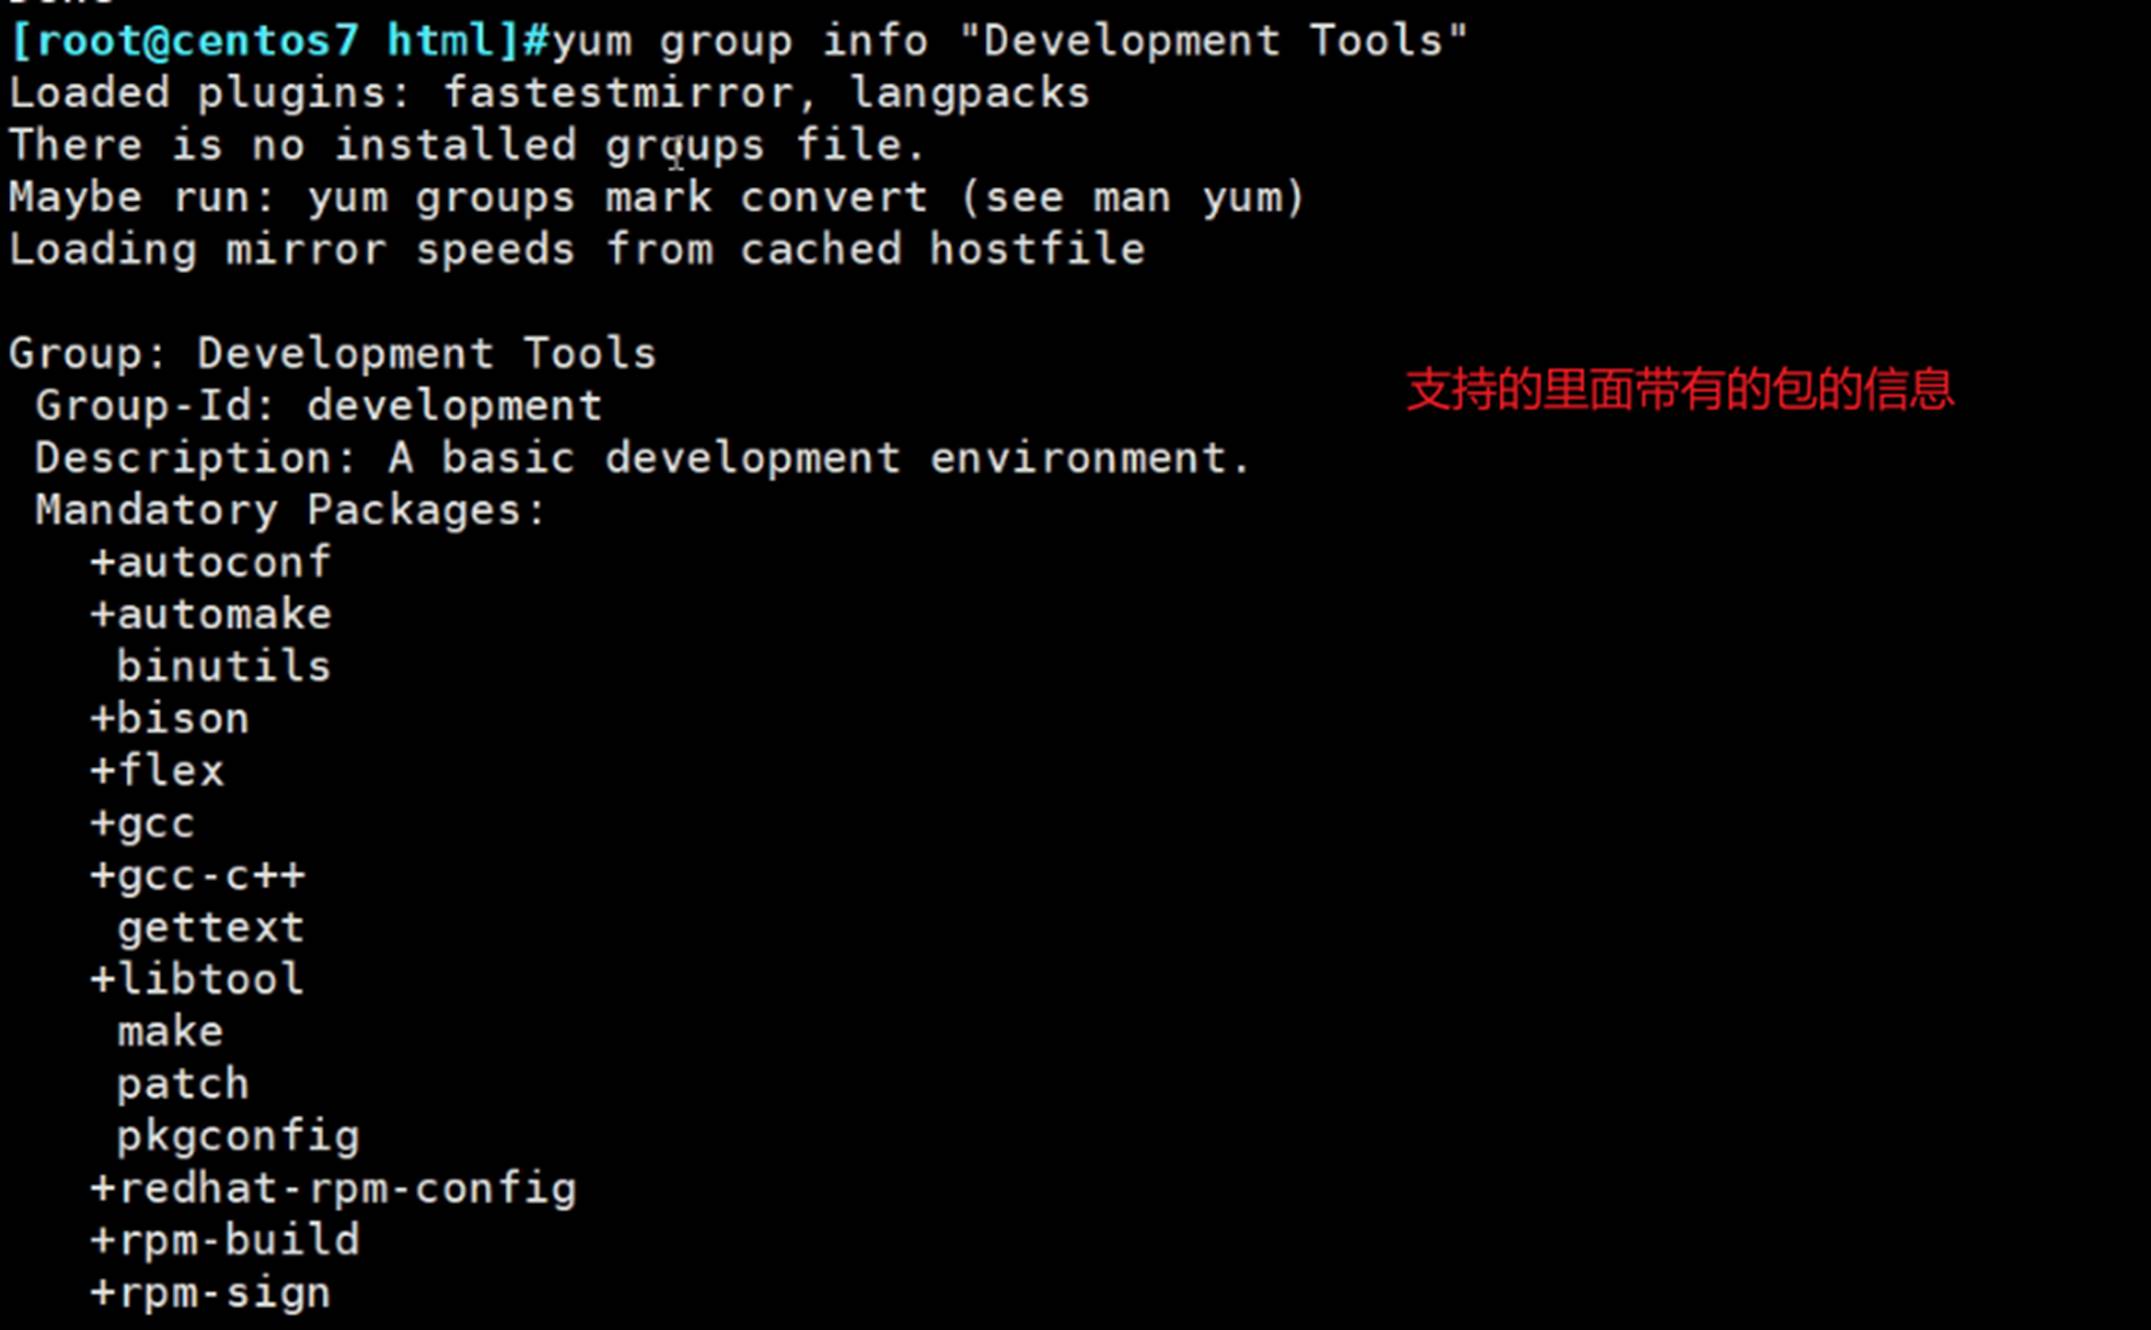 [root@centos7 html]#yum group info "Development Tools"
Loaded plugins: fastestmirror, langpacks
There is no installed groups file.
Maybe run: yum groups mark convert (see man yum)
Loading mirror speeds from cached hostfile
Group: Development Tools
支持的里面带有的包的信息
Group-Id: development
Description: A basic development environment.
Mandatory Packages:
+autoconf
+automake
binutils
+bison
+flex
+gcc
+gcc-c++
gettext
+libtool
make
patch
pkgconfig
+redhat-rpm-config
+rpm-build
+rpm-sign